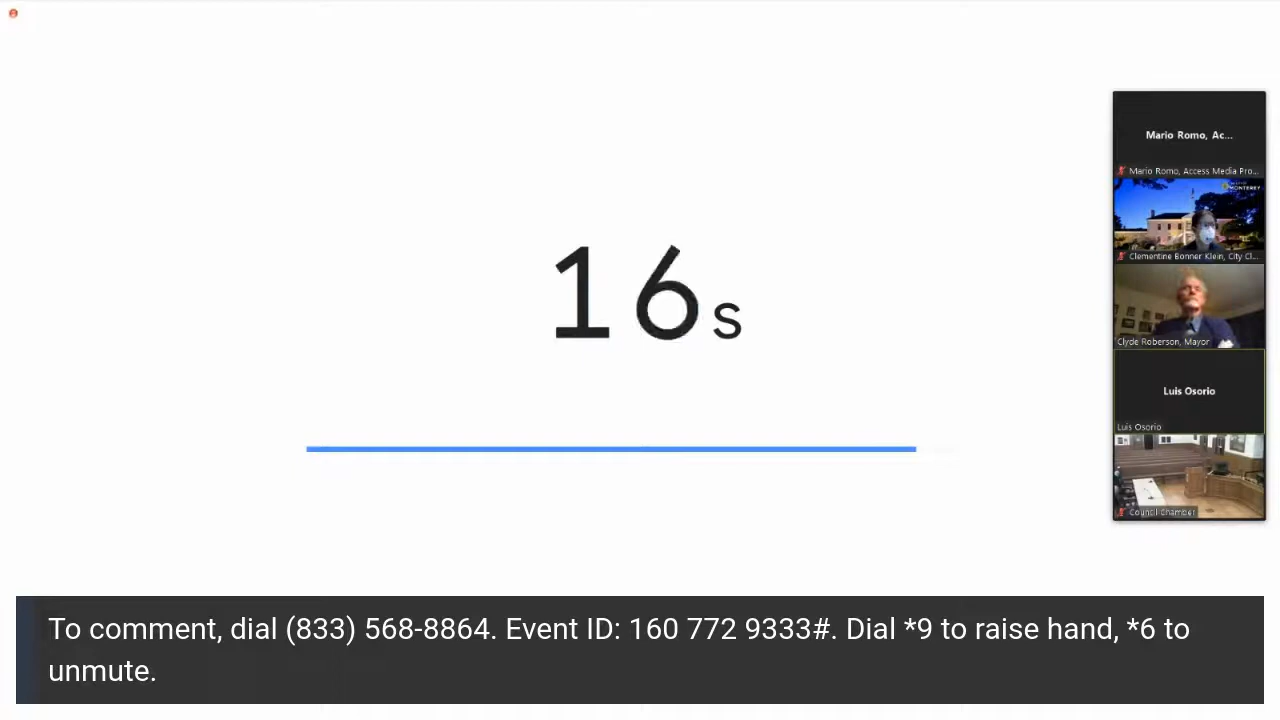 16s
Mario Romo, Ac...
Mario Romo, Access Media Pro...
MONTEREY
Clementine Bonner Klein, City Cl...
Clyde Roberson, Mayor
Luis Osorio
Luis Osorio
Council Chamber
To comment, dial (833) 568-8864. Event ID: 160 772 9333#. Dial *9 to raise hand, *6 to
unmute.